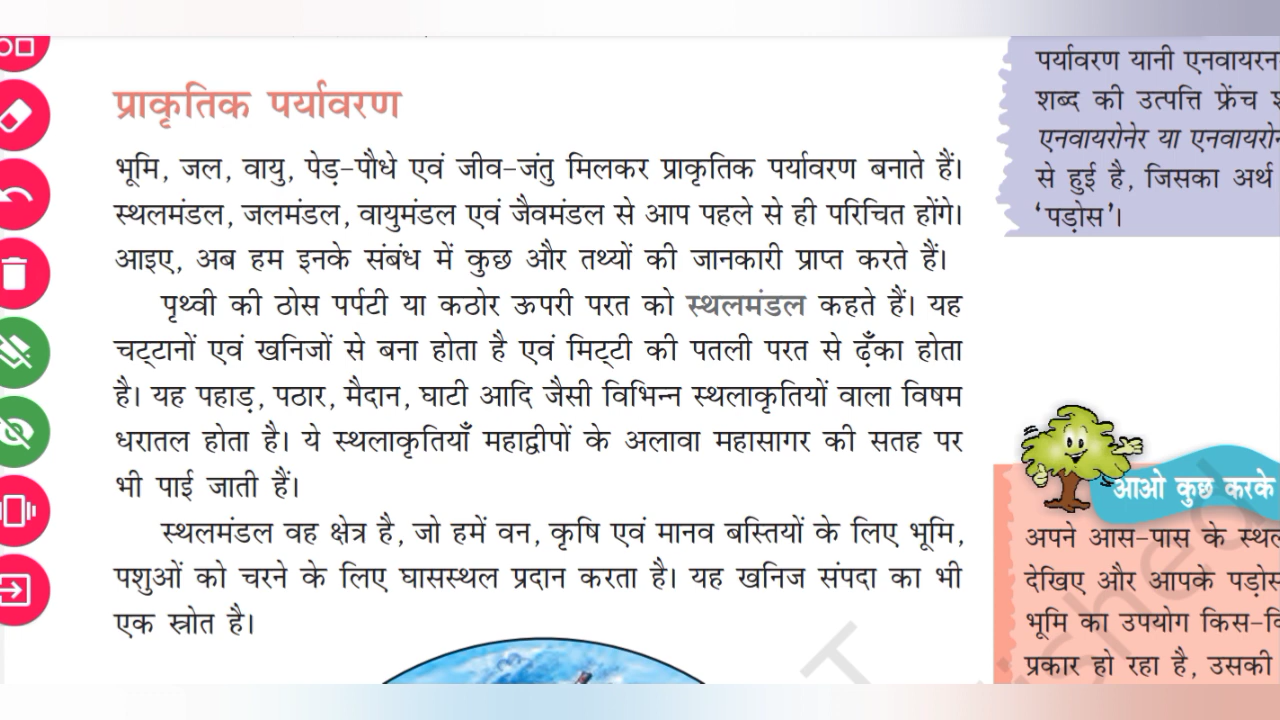 प्राकृतिक पर्यावरण
भूमि, जल, वायु, पेड़-पौधे एवं जीव-जंतु मिलकर प्राकृतिक पर्यावरण बनाते हैं।
स्थलमंडल, जलमंडल, वायुमंडल एवं जैवमंडल से आप पहले से ही परिचित होंगे।
आइए, अब हम इनके संबंध में कुछ और तथ्यों की जानकारी प्राप्त करते हैं।
पृथ्वी की ठोस पर्पटी या कठोर ऊपरी परत को स्थलमंडल कहते हैं। यह
चट्टानों एवं खनिजों से बना होता है एवं मिट्टी की पतली परत से ढ़ँका होता
है। यह पहाड़, पठार, मैदान, घाटी आदि जैसी विभिन्न स्थलाकृतियों वाला विषम
धरातल होता है। ये स्थलाकृतियाँ महाद्वीपों के अलावा महासागर की सतह पर
भी पाई जाती हैं।
स्थलमंडल वह क्षेत्र है, जो हमें वन, कृषि एवं मानव बस्तियों के लिए भूमि,
पशुओं को चरने के लिए घासस्थल प्रदान करता है। यह खनिज संपदा का भी
एक स्रोत है।
पर्यावरण यानी एनवायरन
शब्द की उत्पत्ति फ्रेंच
एनवायरोनेर या एनवायरो
से हुई है, जिसका अर्थ
'पड़ोस'।
आओ कुछ करके
अपने आस-पास के स्थल
देखिए और आपके पड़ोस
भूमि का उपयोग किस-
प्रकार हो रहा है, उसकी